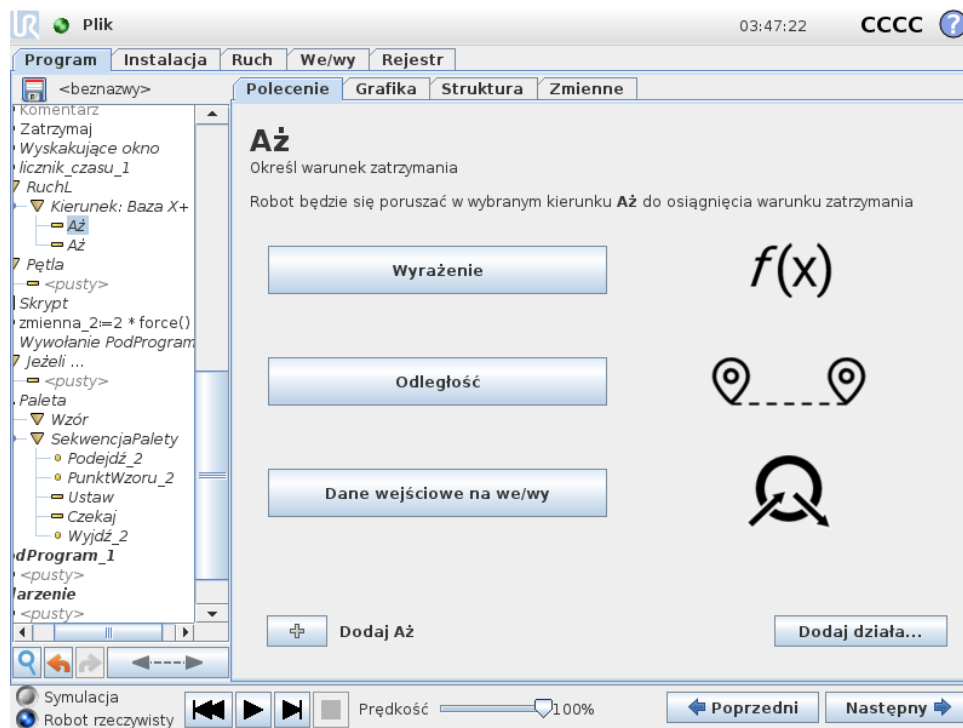 UR Plik 03:47:22 CCCC ?
Program Instalacja Ruch We/wy Rejestr
<beznazwy>
Polecenie Grafika Struktura Zmienne
Komentarz
Zatrzymaj
Wyskakujące okno
licznik_czasu_1
RuchL
Kierunek: Baza X+
Aż
Aż
Pętla
<pusty>
Skrypt
zmienna_2:=2 * force()
Wywołanie PodProgram
Jeżeli ...
<pusty>
Paleta
Wzór
SekwencjaPalety
Podejdź_2
PunktWzoru_2
Ustaw
Czekaj
Wyjdź_2
odProgram_1
<pusty>
darzenie
<pusty>
Aż
Określ warunek zatrzymania
Robot będzie się poruszać w wybranym kierunku Aż do osiągnięcia warunku zatrzymania
Wyrażenie f(x)
Odległość
Dane wejściowe na we/wy
Dodaj Aż
Dodaj działa...
Symulacja
Robot rzeczywisty
Prędkość 100%
Poprzedni Następny